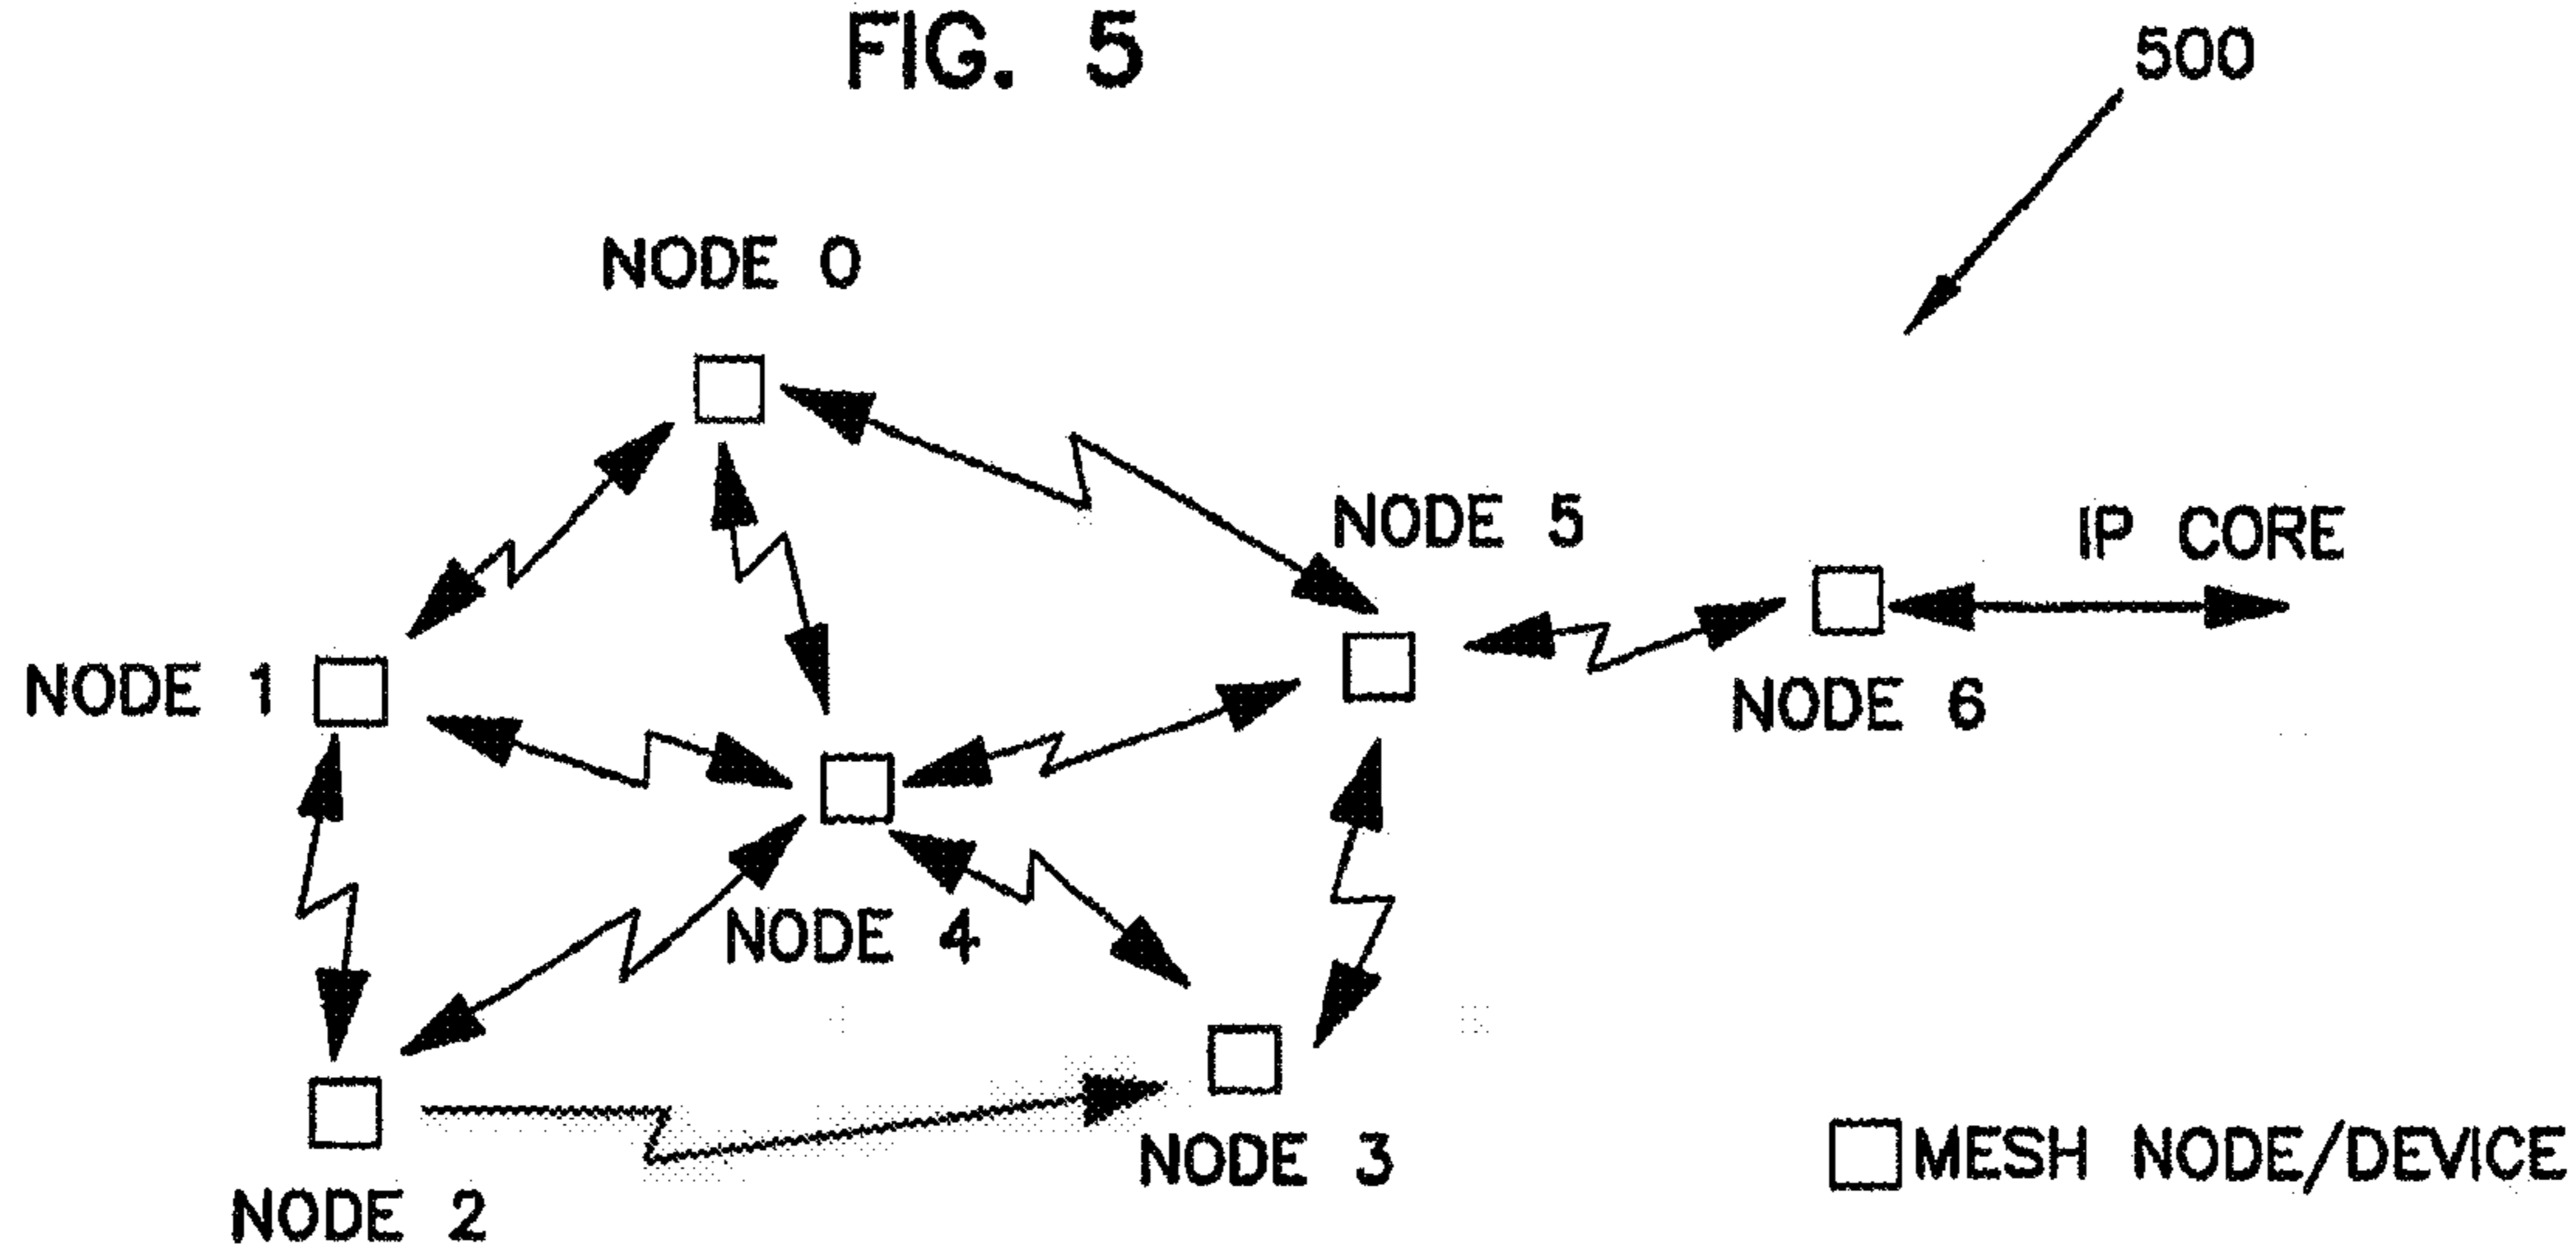 FIG. 5
500
NODE 0
NODE 5
IP CORE
NODE 1
NODE 6
NODE 4
NODE 3
MESH NODE/DEVICE
NODE 2